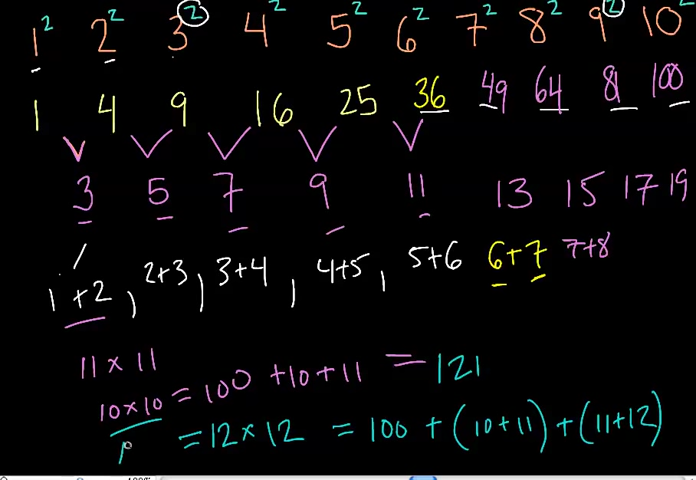 1² 2² 3² 4² 5² 6² 7² 8² 9² 10²
1 4 9 16 25 36 49 64 81 100
3 5 7 9 11 13 15 17 19
1+2, 2+3, 3+4, 4+5, 5+6 6+7 7+8
11 × 11
10×10 = 100 +10+11 = 121
= 12 × 12 = 100 + (10+11) + (11+12)